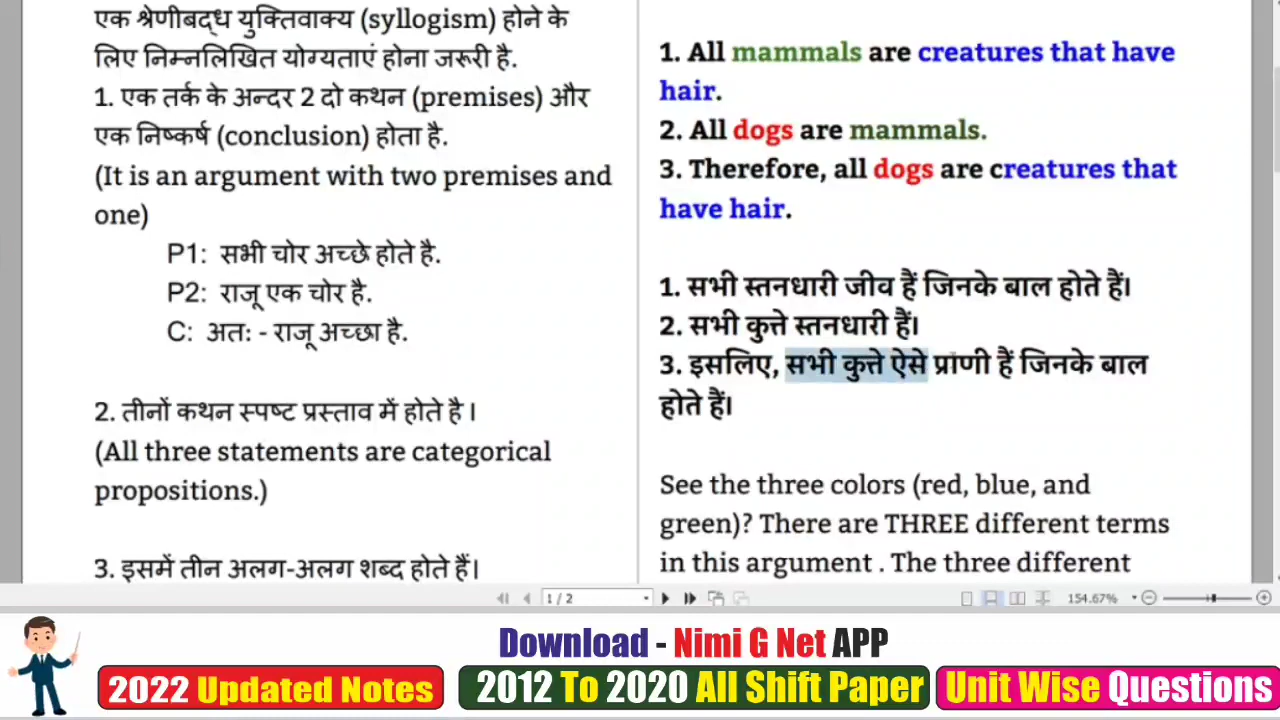 एक श्रेणीबद्ध युक्तिवाक्य (syllogism) होने के
लिए निम्नलिखित योग्यताएं होना जरूरी है.
1. एक तर्क के अन्दर 2 दो कथन (premises) और
एक निष्कर्ष (conclusion) होता है.
(It is an argument with two premises and
one)
P1: सभी चोर अच्छे होते है.
P2: राजू एक चोर है.
C: अतः - राजू अच्छा है.
2. तीनों कथन स्पष्ट प्रस्ताव में होते है ।
(All three statements are categorical
propositions.)
3. इसमें तीन अलग-अलग शब्द होते हैं।
1. All mammals are creatures that have
hair.
2. All dogs are mammals.
3. Therefore, all dogs are creatures that
have hair.
1. सभी स्तनधारी जीव हैं जिनके बाल होते हैं।
2. सभी कुत्ते स्तनधारी हैं।
3. इसलिए, सभी कुत्ते ऐसे प्राणी हैं जिनके बाल
होते हैं।
See the three colors (red, blue, and
green)? There are THREE different terms
in this argument . The three different
1 / 2
154.67%
Download - Nimi G Net APP
2022 Updated Notes
2012 To 2020 All Shift Paper
Unit Wise Questions